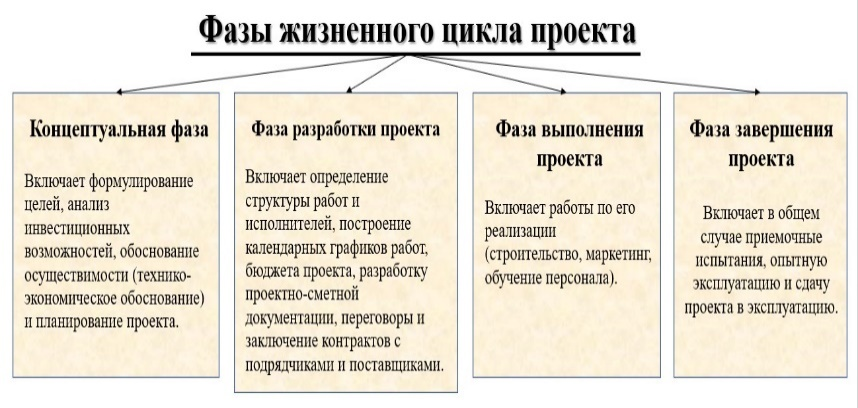 Фазы жизненного цикла проекта
Концептуальная фаза
Включает формулирование
целей, анализ
инвестиционных
возможностей, обоснование
осуществимости (технико-
экономическое обоснование)
и планирование проекта.
Фаза разработки проекта
Включает определение
структуры работ и
исполнителей, построение
календарных графиков работ,
бюджета проекта, разработку
проектно-сметной
документации, переговоры и
заключение контрактов с
подрядчиками и поставщиками.
Фаза выполнения
проекта
Включает работы по его
реализации
(строительство, маркетинг,
обучение персонала).
Фаза завершения
проекта
Включает в общем
случае приемочные
испытания, опытную
эксплуатацию и сдачу
проекта в эксплуатацию.